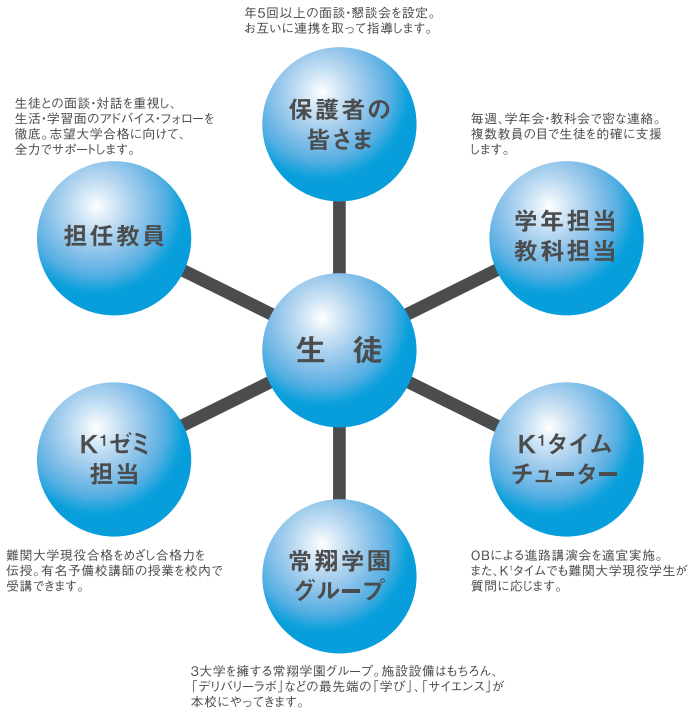 年5回以上の面談・懇談会を設定。
お互いに連携を取って指導します。
保護者の
皆さま
生徒との面談・対話を重視し、
生活・学習面のアドバイス・フォローを
徹底。志望大学合格に向けて、
全力でサポートします。
担任教員
毎週、学年会・教科会で密な連絡。
複数教員の目で生徒を的確に支援
します。
学年担当
教科担当
生 徒
K¹ゼミ
担当
難関大学現役合格をめざし合格力を
伝授。有名予備校講師の授業を校内で
受講できます。
K¹タイム
チューター
OBによる進路講演会を適宜実施。
また、K¹タイムでも難関大学現役学生が
質問に応じます。
常翔学園
グループ
3大学を擁する常翔学園グループ。施設設備はもちろん、
「デリバリーラボ」などの最先端の「学び」、「サイエンス」が
本校にやってきます。